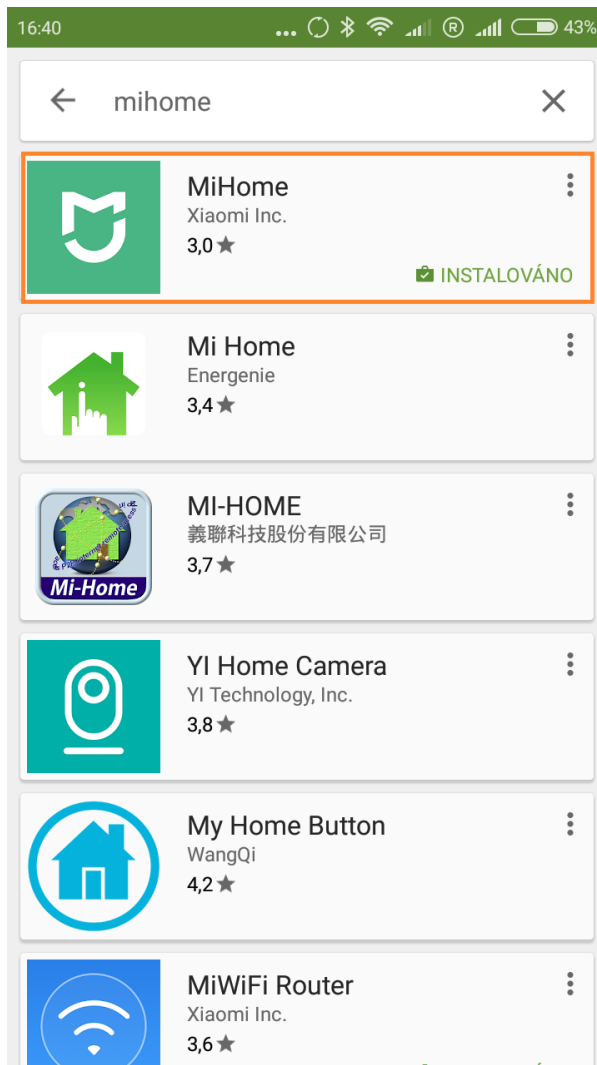 16:40
43%
mihome
MiHome
Xiaomi Inc.
3,0
INSTALOVÁNO
Mi Home
Energenie
3,4
MI-HOME
義聯科技股份有限公司
3,7
Mi-Home
YI Home Camera
YI Technology, Inc.
3,8
My Home Button
WangQi
4,2
MiWiFi Router
Xiaomi Inc.
3,6